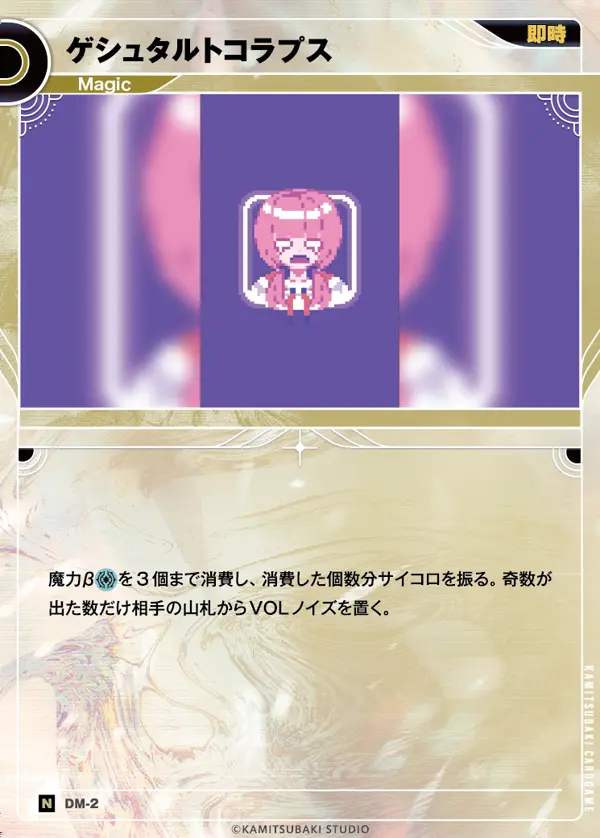 ゲシュタルトコラプス
即時
Magic
魔力βを3個まで消費し、消費した個数分サイコロを振る。奇数が
出た数だけ相手の山札からVOLノイズを置く。
KAMITSUBAKI CARDGAME
N DM-2
©KAMITSUBAKI STUDIO